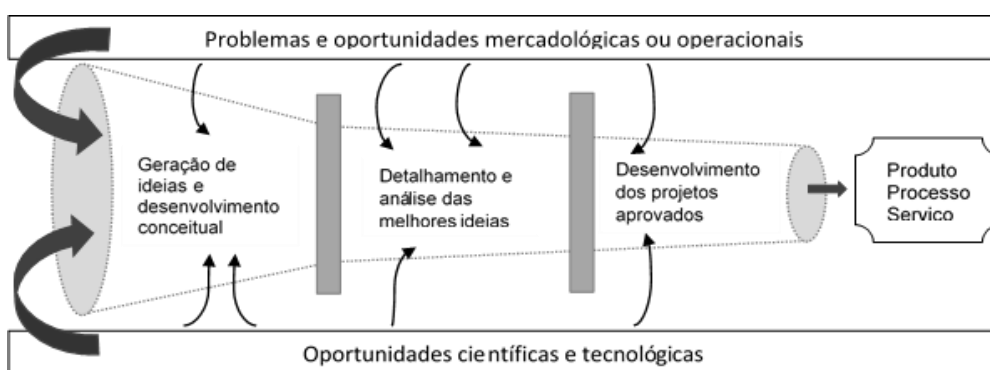 Problemas e oportunidades mercadológicas ou operacionais
Geração de
ideias e
desenvolvimento
conceitual
Detalhamento e
análise das
melhores ideias
Desenvolvimento
dos projetos
aprovados
Produto
Processo
Servico
Oportunidades científicas e tecnológicas